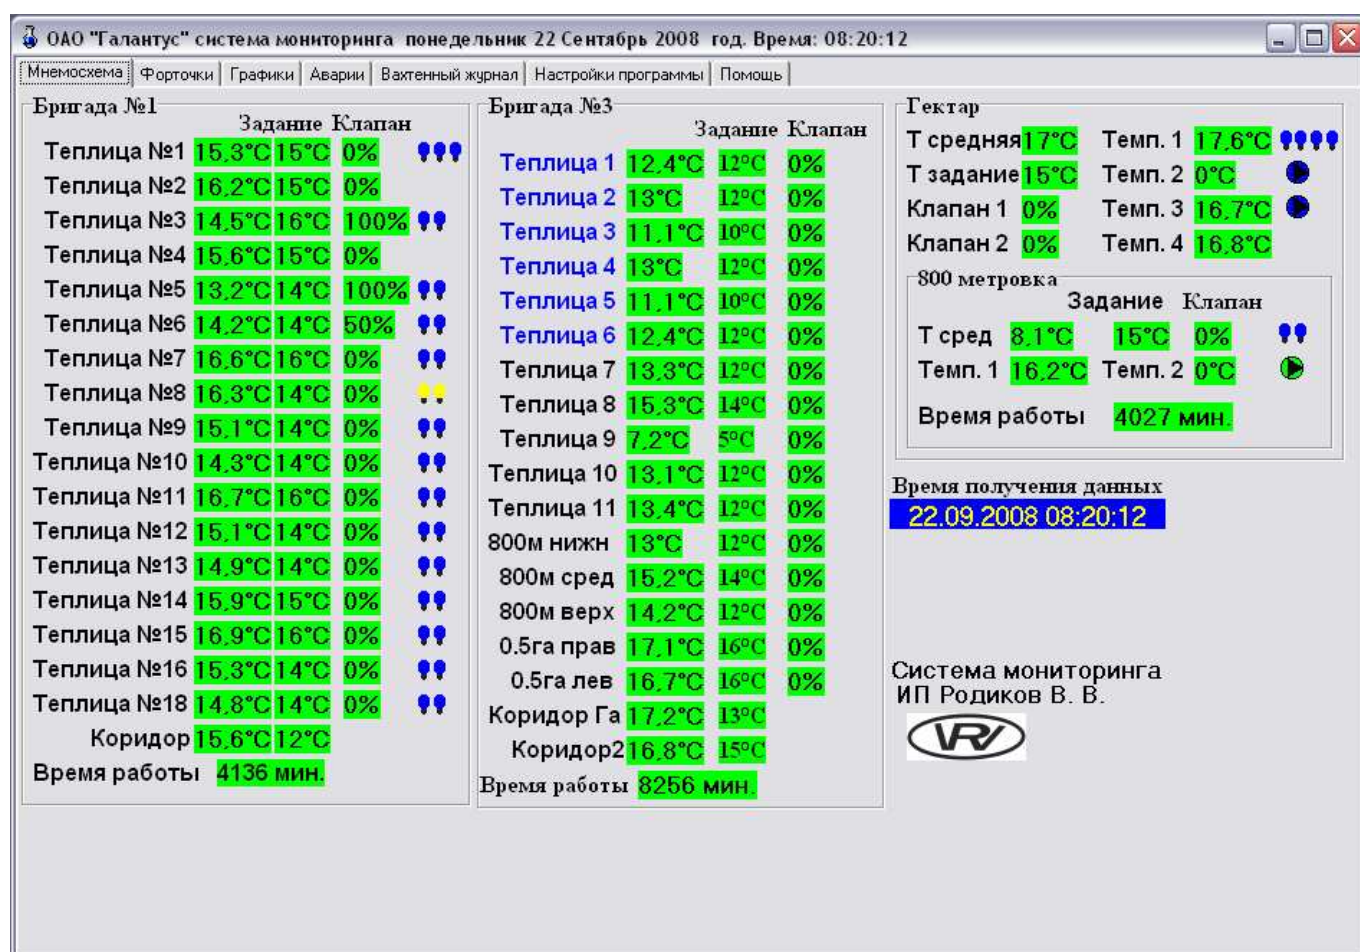 ОАО "Галантус" система мониторинга понедельник 22 Сентябрь 2008 год. Время: 08:20:12
Мнемосхема Форточки Графики Аварии Вахтенный журнал Настройки программы Помощь
Бригада №1
Задание Клапан
Теплица №1 15,3°C 15°C 0%
Теплица №2 16,2°C 15°C 0%
Теплица №3 14,5°C 16°C 100%
Теплица №4 15,6°C 15°C 0%
Теплица №5 13,2°C 14°C 100%
Теплица №6 14,2°C 14°C 50%
Теплица №7 16,6°C 16°C 0%
Теплица №8 16,3°C 14°C 0%
Теплица №9 15,1°C 14°C 0%
Теплица №10 14,3°C 14°C 0%
Теплица №11 16,7°C 16°C 0%
Теплица №12 15,1°C 14°C 0%
Теплица №13 14,9°C 14°C 0%
Теплица №14 15,9°C 15°C 0%
Теплица №15 16,9°C 16°C 0%
Теплица №16 15,3°C 14°C 0%
Теплица №18 14,8°C 14°C 0%
Коридор 15,6°C 12°C
Время работы 4136 мин.
Бригада №3
Задание Клапан
Теплица 1 12,4°C 12°C 0%
Теплица 2 13°C 12°C 0%
Теплица 3 11,1°C 10°C 0%
Теплица 4 13°C 12°C 0%
Теплица 5 11,1°C 10°C 0%
Теплица 6 12,4°C 12°C 0%
Теплица 7 13,3°C 12°C 0%
Теплица 8 15,3°C 14°C 0%
Теплица 9 7,2°C 5°C 0%
Теплица 10 13,1°C 12°C 0%
Теплица 11 13,4°C 12°C 0%
800м нижн 13°C 12°C 0%
800м сред 15,2°C 14°C 0%
800м верх 14,2°C 12°C 0%
0.5га прав 17,1°C 16°C 0%
0.5га лев 16,7°C 16°C 0%
Коридор Га 17,2°C 13°C
Коридор2 16,8°C 15°C
Время работы 8256 мин.
Гектар
Т средняя 17°C Темп. 1 17,6°C
Т задание 15°C Темп. 2 0°C
Клапан 1 0% Темп. 3 16,7°C
Клапан 2 0% Темп. 4 16,8°C
800 метровка
Задание Клапан
Т сред 8,1°C 15°C 0%
Темп. 1 16,2°C Темп. 2 0°C
Время работы 4027 мин.
Время получения данных
22.09.2008 08:20:12
Система мониторинга
ИП Родиков В. В.
VRV